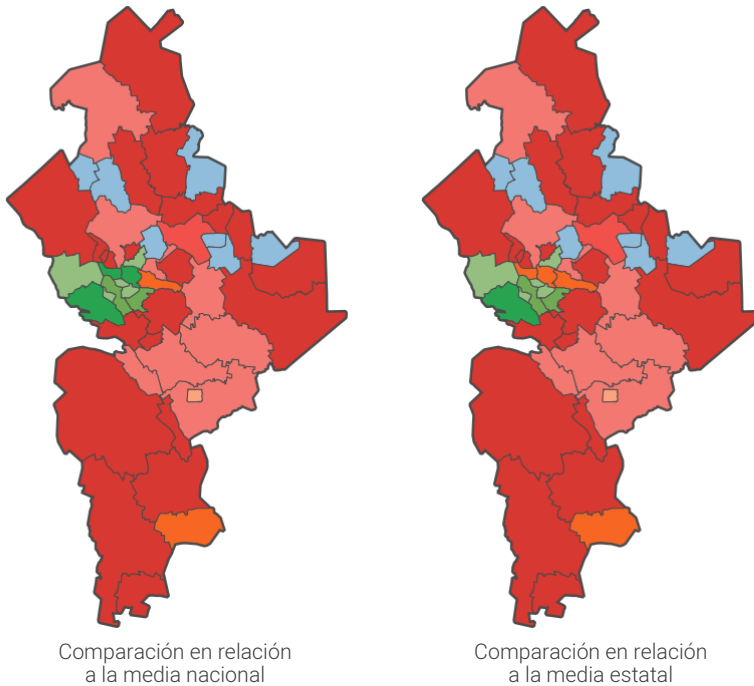 Comparación en relación
a la media nacional
Comparación en relación
a la media estatal